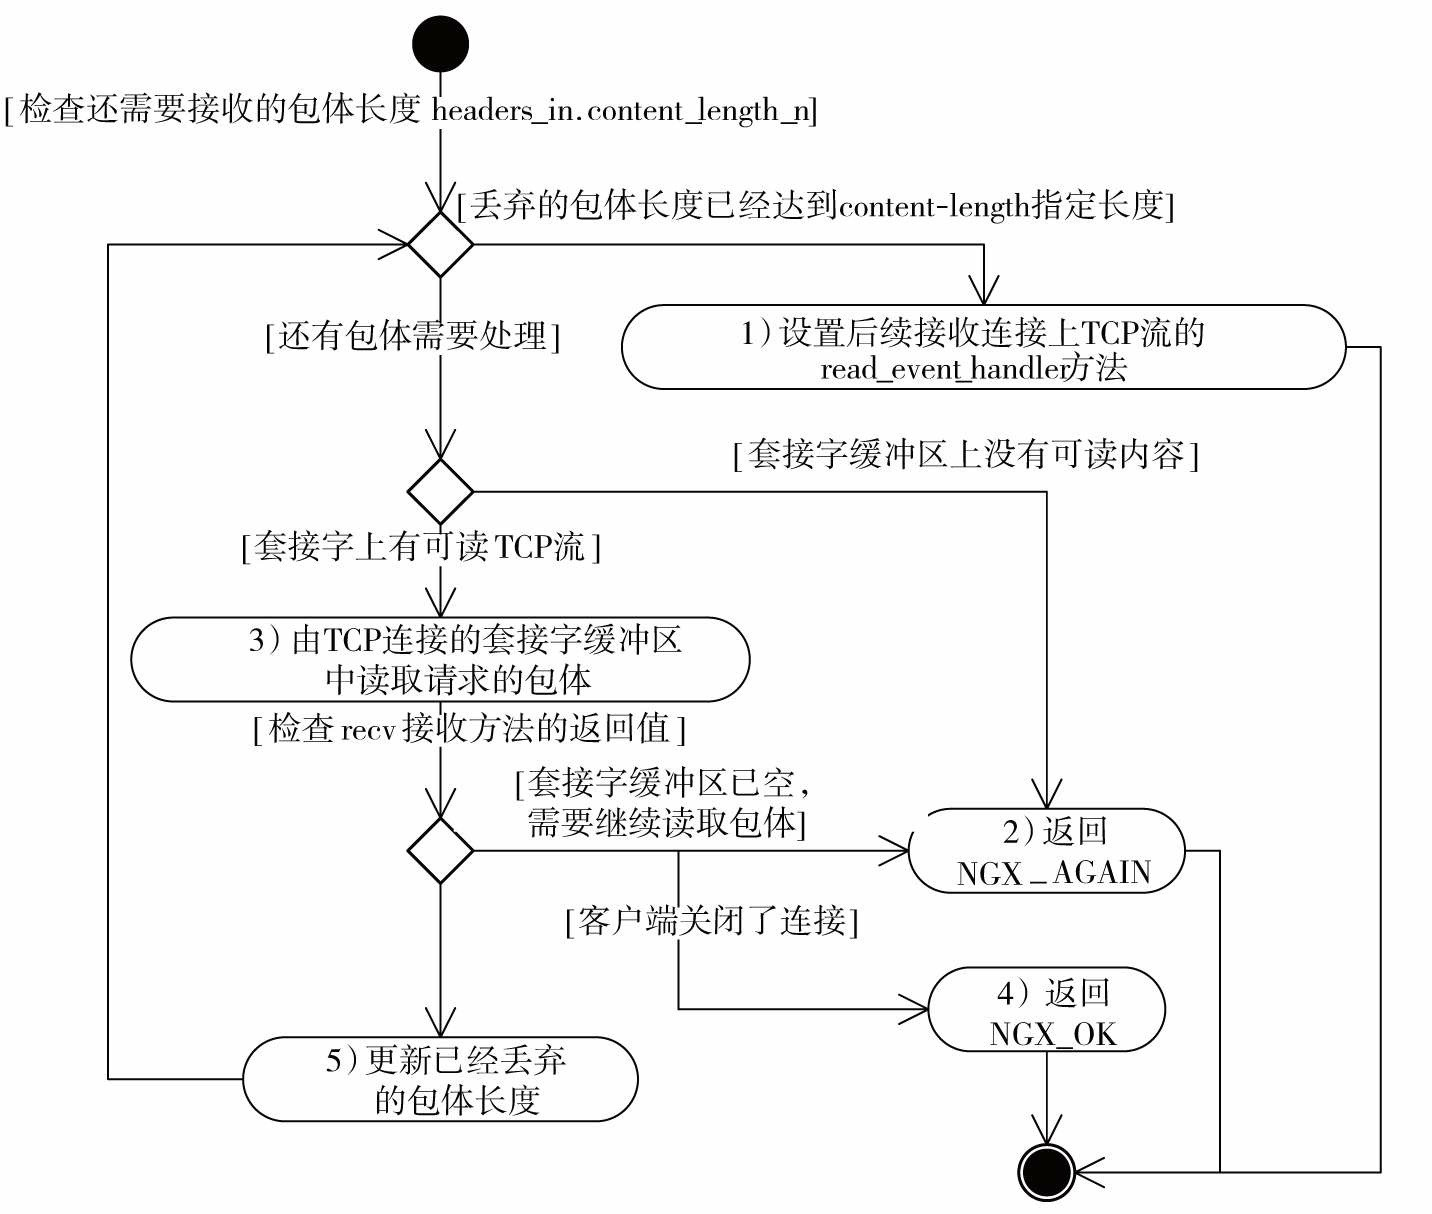 [检查还需要接收的包体长度 headers_in.content_length_n]
[丢弃的包体长度已经达到content-length指定长度]
[还有包体需要处理]
1)设置后续接收连接上TCP流的
read_event_handler方法
[套接字缓冲区上没有可读内容]
[套接字上有可读TCP流]
3)由TCP连接的套接字缓冲区
中读取请求的包体
[检查recv接收方法的返回值]
[套接字缓冲区已空,
需要继续读取包体]
2)返回
NGX_AGAIN
[客户端关闭了连接]
4)返回
NGX_OK
5)更新已经丢弃
的包体长度